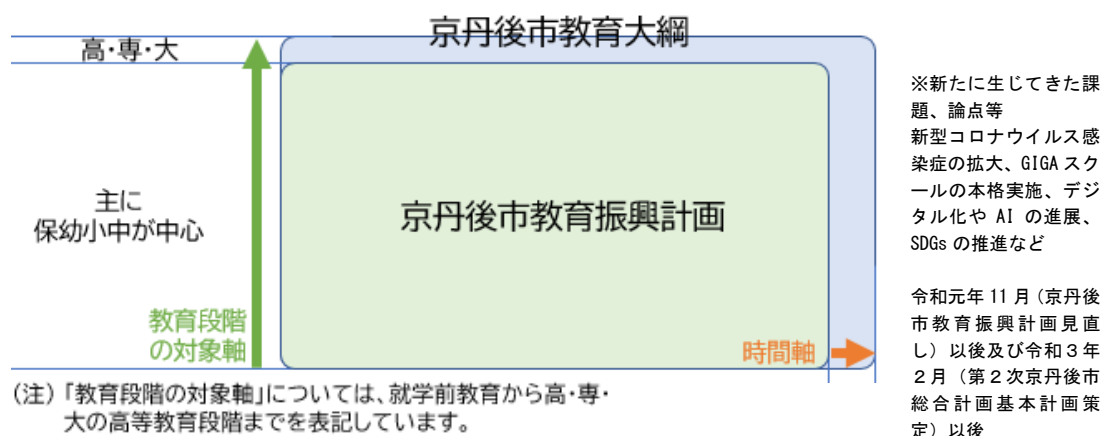 京丹後市教育大綱
高・専・大
主に
保幼小中が中心
京丹後市教育振興計画
教育段階
の対象軸
時間軸
(注)「教育段階の対象軸」については、就学前教育から高・専・
大の高等教育段階までを表記しています。
※新たに生じてきた課
題、論点等
新型コロナウイルス感
染症の拡大、GIGAスク
ールの本格実施、デジ
タル化や AI の進展、
SDGs の推進など
令和元年 11 月(京丹後
市教育振興計画見直
し)以後及び令和3年
2月(第2次京丹後市
総合計画基本計画策
定)以後